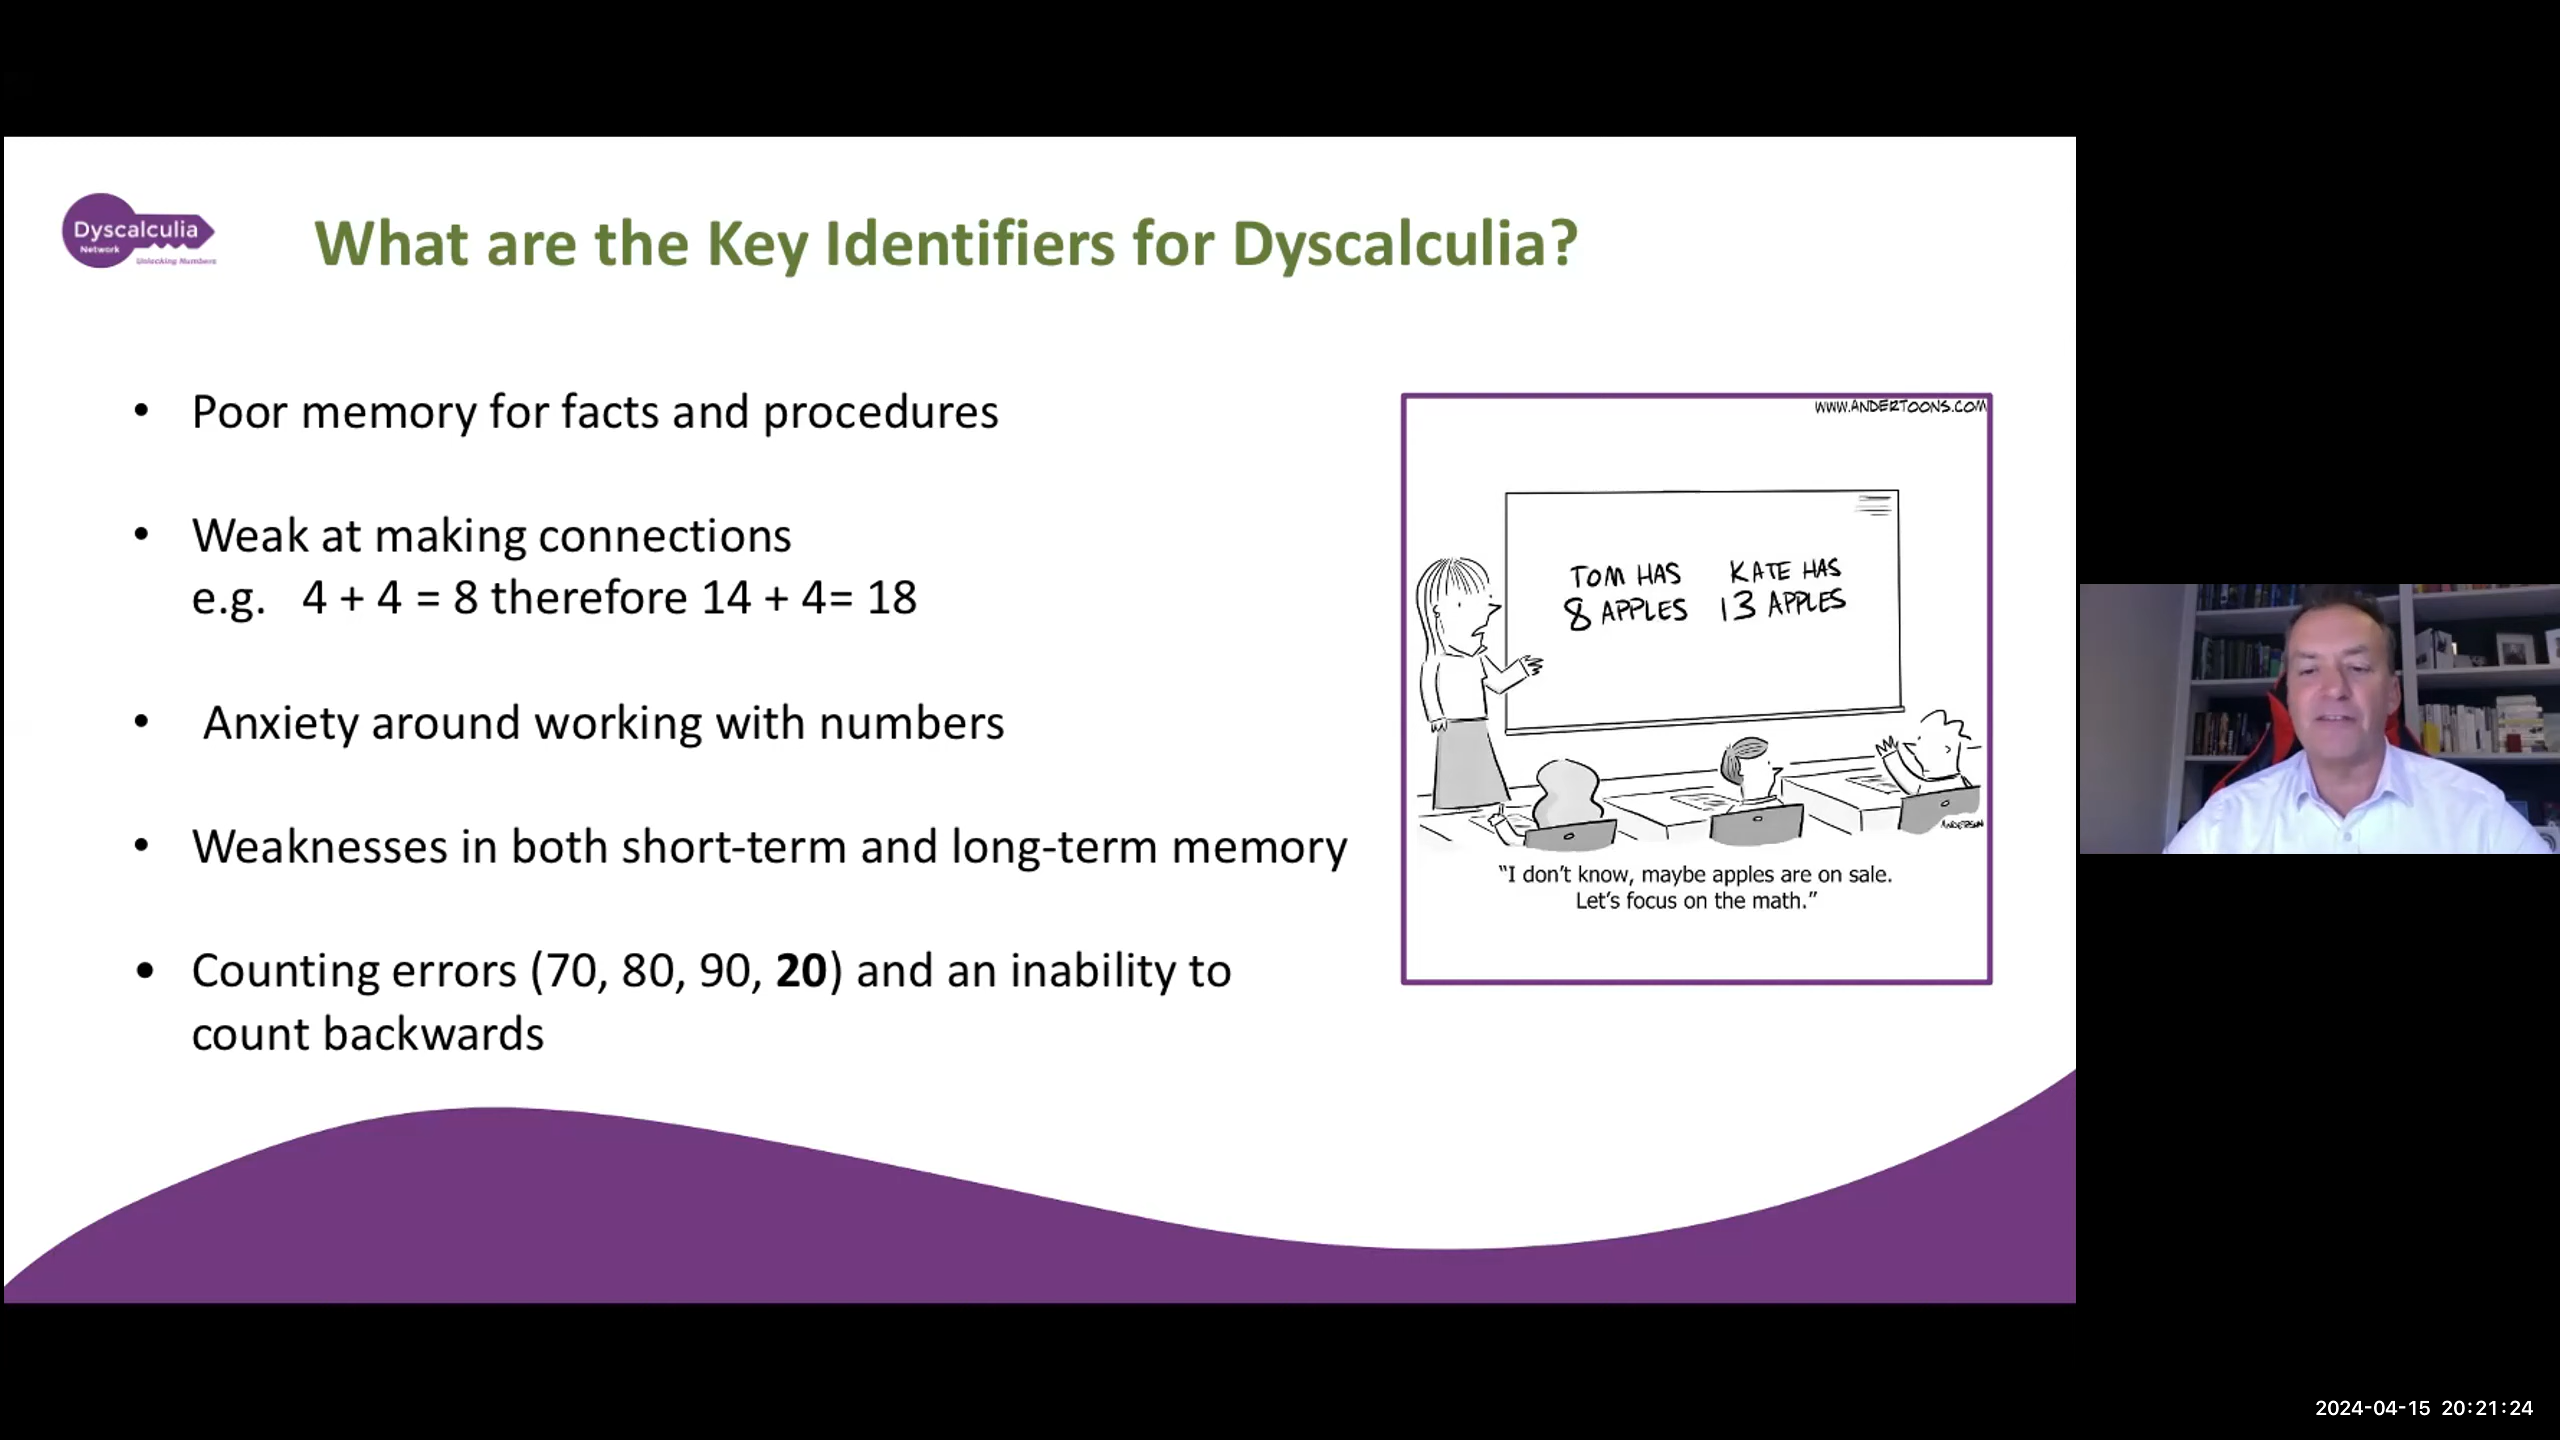 Dyscalculia
Network
Unlocking Numbers
What are the Key Identifiers for Dyscalculia?
• Poor memory for facts and procedures
• Weak at making connections
e.g. 4 + 4 = 8 therefore 14 + 4= 18
• Anxiety around working with numbers
• Weaknesses in both short-term and long-term memory
• Counting errors (70, 80, 90, 20) and an inability to
count backwards
WWW.ANDERTOONS.COM
TOM HAS
8 APPLES
KATE HAS
13 APPLES
ANDERSON
"I don't know, maybe apples are on sale.
Let's focus on the math."
2024-04-15 20:21:24